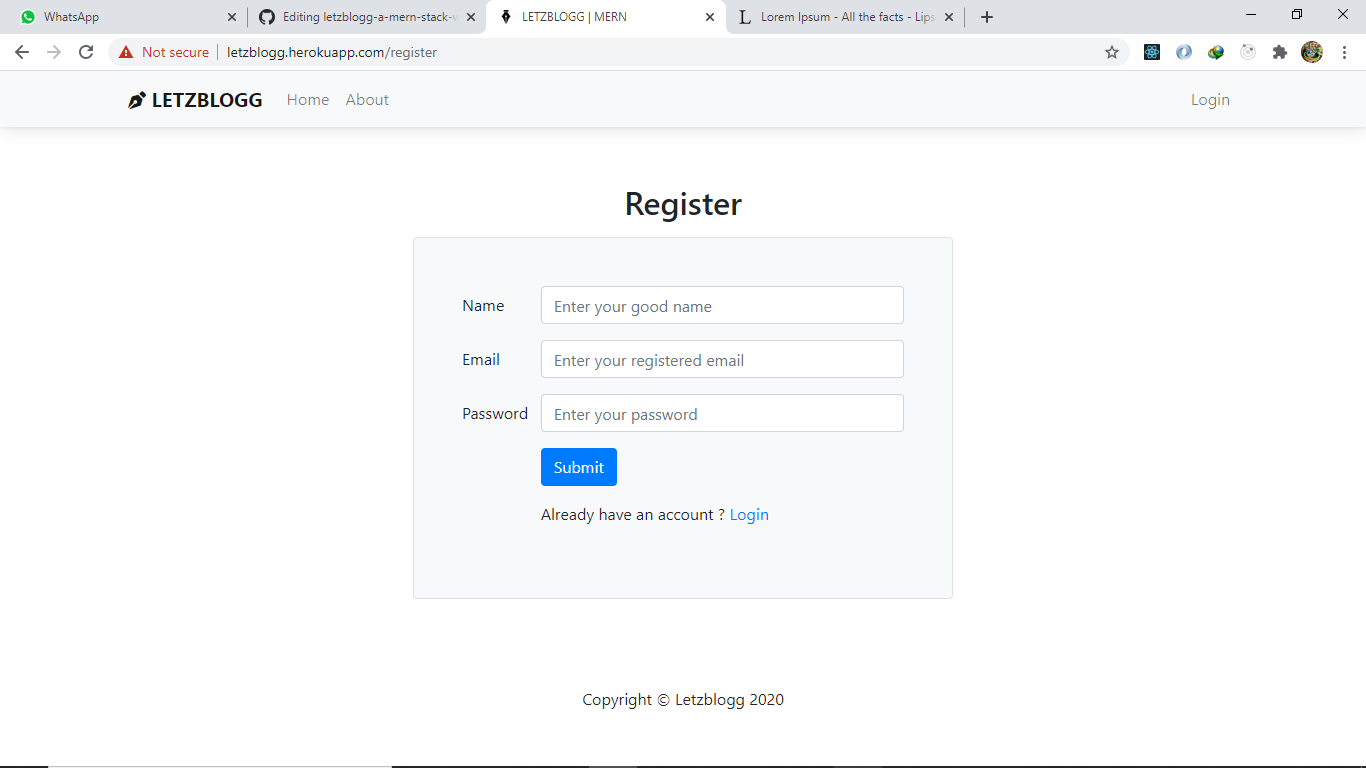 WhatsApp
Editing letzblogg-a-mern-stack-
LETZBLOGG | MERN
Lorem Ipsum - All the facts - Lips
Not secure letzblogg.herokuapp.com/register
LETZBLOGG Home About Login
Register
Name Enter your good name
Email Enter your registered email
Password Enter your password
Submit
Already have an account ? Login
Copyright © Letzblogg 2020